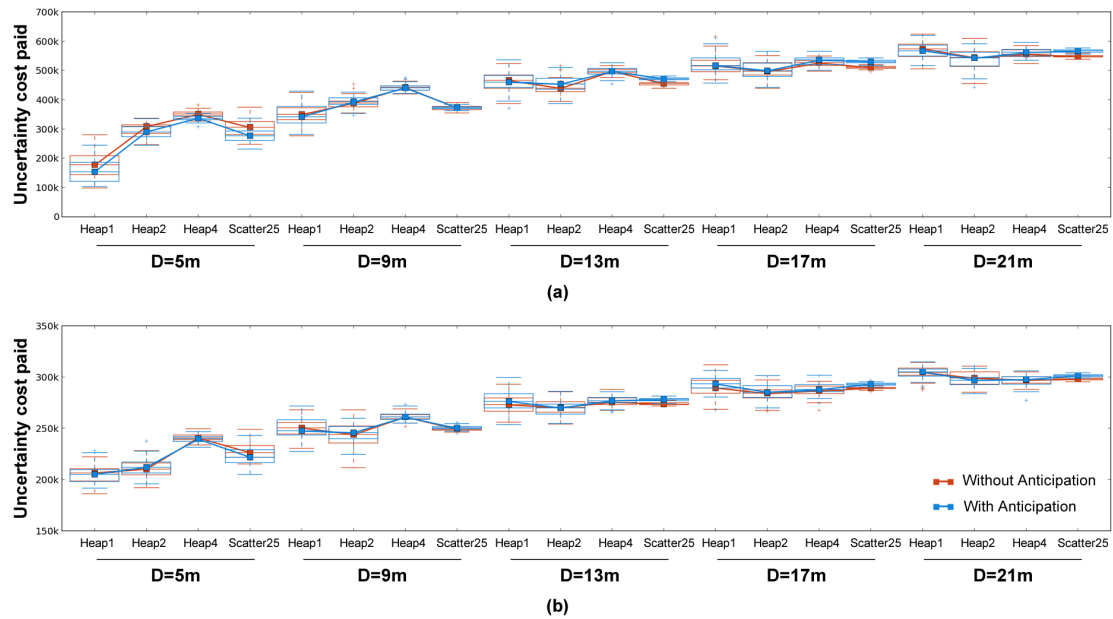 (a)
Uncertainty cost paid
700k
600k
500k
400k
300k
200k
100k
0
Heap1 Heap2 Heap4 Scatter25 Heap1 Heap2 Heap4 Scatter25 Heap1 Heap2 Heap4 Scatter25 Heap1 Heap2 Heap4 Scatter25 Heap1 Heap2 Heap4 Scatter25
D=5m D=9m D=13m D=17m D=21m
(a)
Uncertainty cost paid
350k
300k
250k
200k
150k
Without Anticipation
With Anticipation
Heap1 Heap2 Heap4 Scatter25 Heap1 Heap2 Heap4 Scatter25 Heap1 Heap2 Heap4 Scatter25 Heap1 Heap2 Heap4 Scatter25 Heap1 Heap2 Heap4 Scatter25
D=5m D=9m D=13m D=17m D=21m
(b)